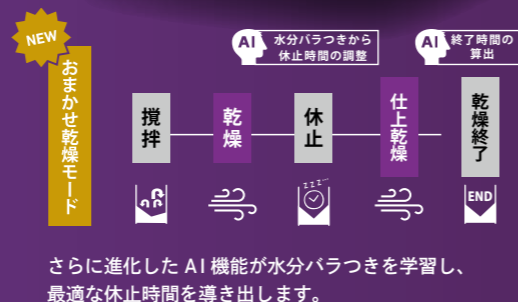 NEW
おまかせ乾燥モード
AI
水分バラつきから
休止時間の調整
AI
終了時間の
算出
撹拌
乾燥
休止
仕上乾燥
乾燥終了
zzz…
END
さらに進化したAI機能が水分バラつきを学習し、
最適な休止時間を導き出します。